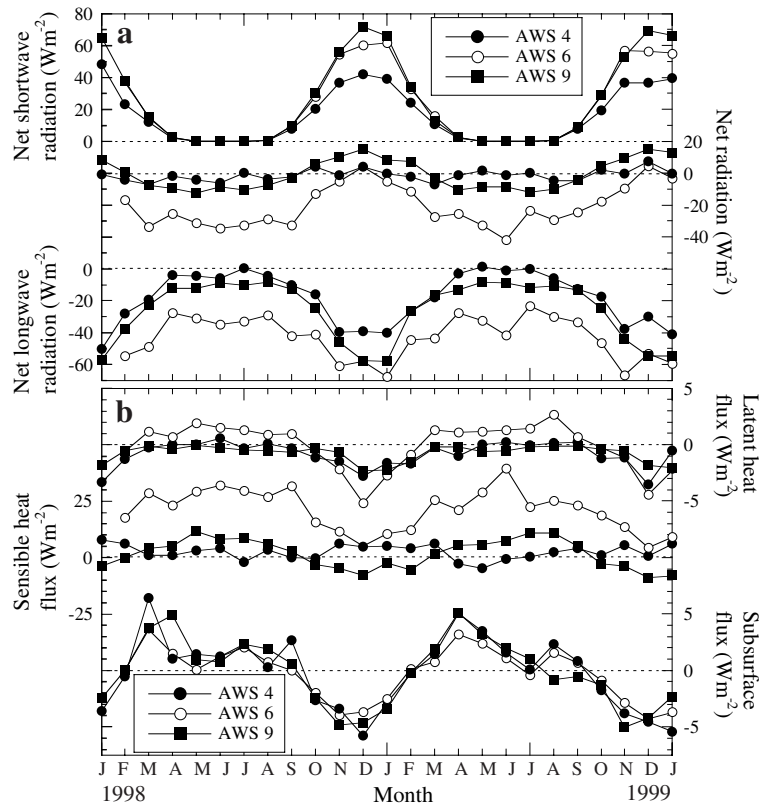 a
Net shortwave
radiation (Wm-2)
80
60
40
20
0
AWS 4
AWS 6
AWS 9
Net radiation
(Wm-2)
20
0
-20
-40
Net longwave
radiation (Wm-2)
0
-20
-40
-60
b
Latent heat
flux (Wm-2)
5
0
-5
Sensible heat
flux (Wm-2)
25
0
-25
Subsurface
flux (Wm-2)
5
0
-5
AWS 4
AWS 6
AWS 9
J F M A M J J A S O N D J F M A M J J A S O N D J
1998 Month 1999